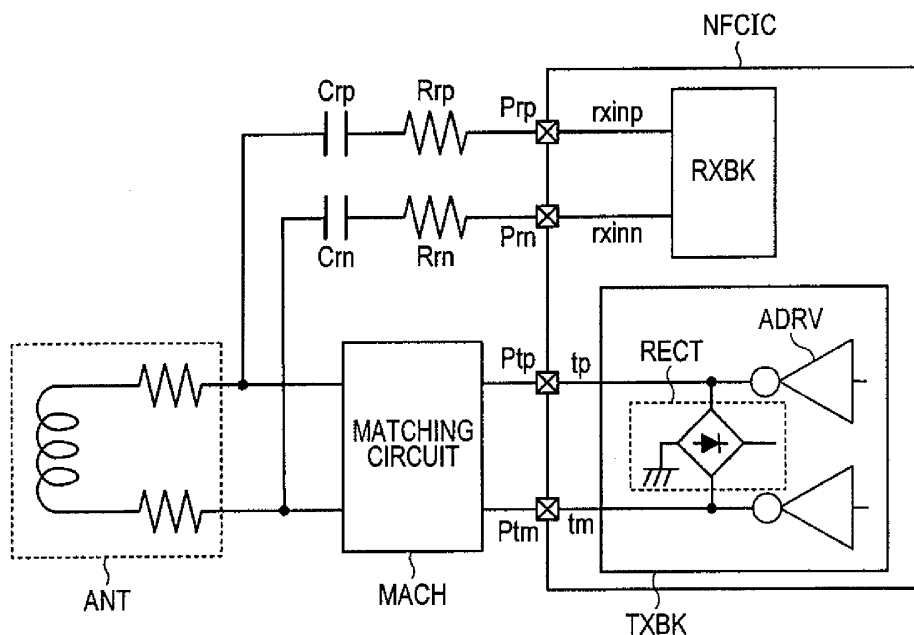 NFCIC
Crp
Rrp
Prp
rxinp
RXBK
Crn
Rrn
Prn
rxinn
ADRV
RECT
Ptp
tp
MATCHING
CIRCUIT
Ptm
tm
ANT
MACH
TXBK